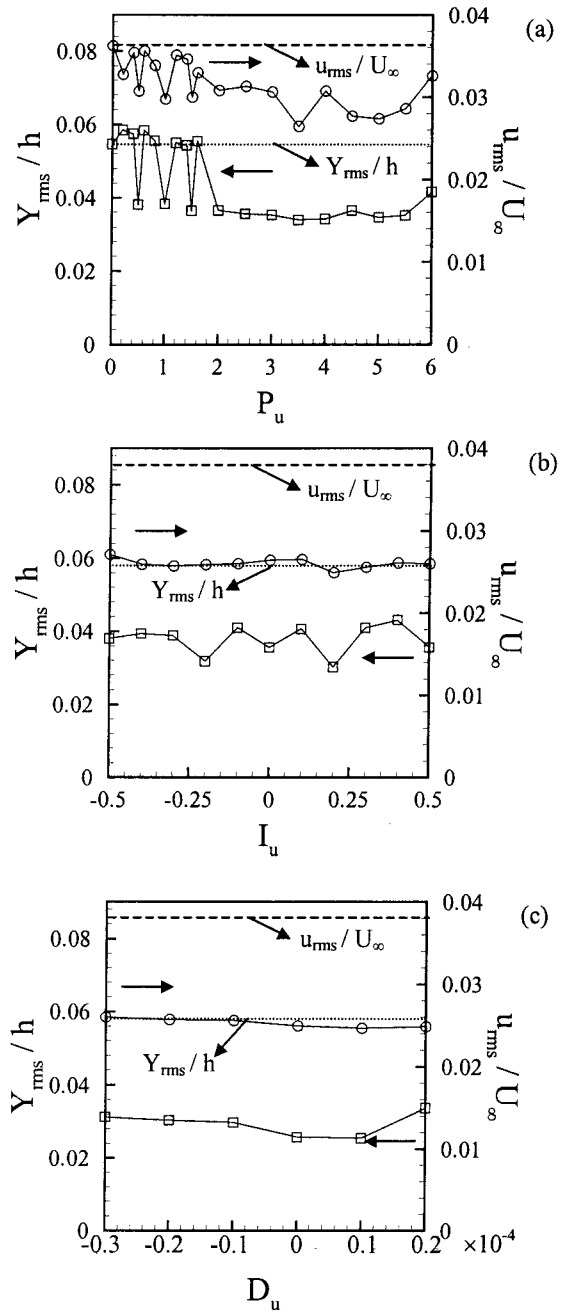 (a)
0.08
0.06
0.04
0.02
0
Y_rms / h
0.04
0.03
0.02
0.01
0
u_rms / U_∞
u_rms / U_∞
Y_rms / h
0 1 2 3 4 5 6
P_u
(b)
0.08
0.06
0.04
0.02
0
Y_rms / h
0.04
0.03
0.02
0.01
0
u_rms / U_∞
u_rms / U_∞
Y_rms / h
-0.5 -0.25 0 0.25 0.5
I_u
(c)
0.08
0.06
0.04
0.02
0
Y_rms / h
0.04
0.03
0.02
0.01
0
u_rms / U_∞
u_rms / U_∞
Y_rms / h
-0.3 -0.2 -0.1 0 0.1 0.2 ×10⁻⁴
D_u